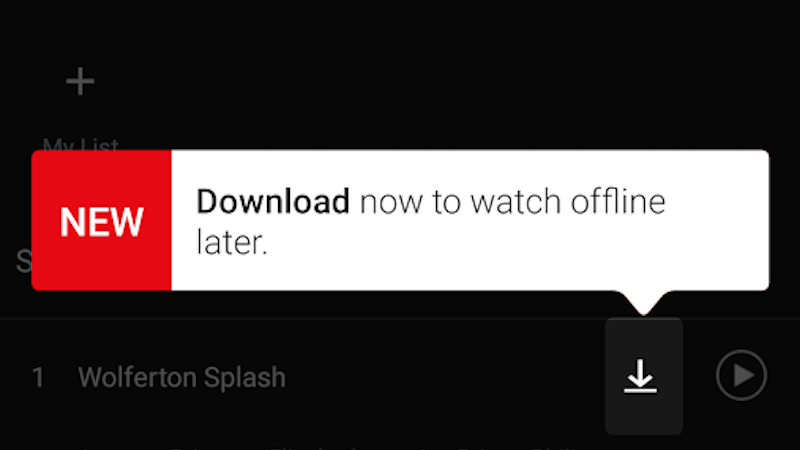 My List
NEW
Download now to watch offline
later.
S
1 Wolferton Splash